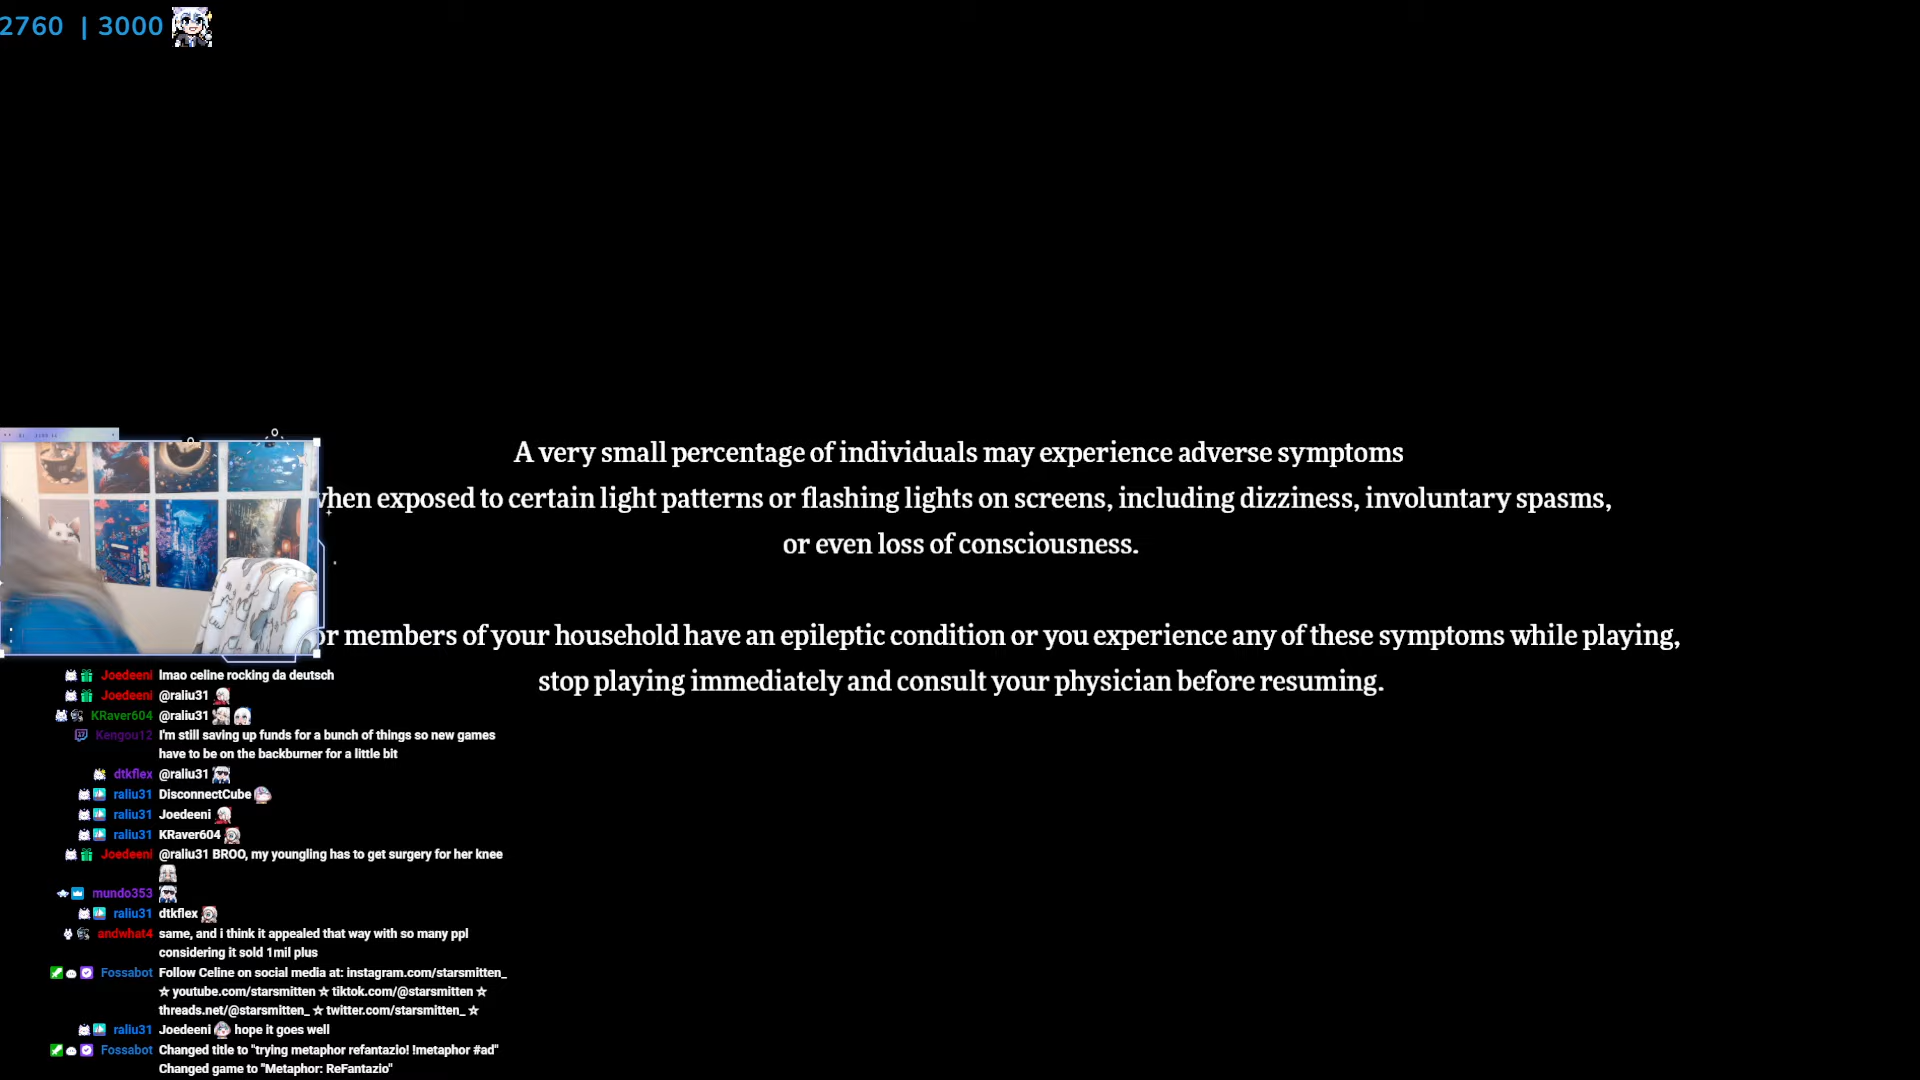 2760 | 3000
A very small percentage of individuals may experience adverse symptoms
when exposed to certain light patterns or flashing lights on screens, including dizziness, involuntary spasms,
or even loss of consciousness.
or members of your household have an epileptic condition or you experience any of these symptoms while playing,
stop playing immediately and consult your physician before resuming.
Joedeeni lmao celine rocking da deutsch
Joedeeni @raliu31
KRaver604 @raliu31
Kengou12 I'm still saving up funds for a bunch of things so new games
have to be on the backburner for a little bit
dtkflex @raliu31
raliu31 DisconnectCube
raliu31 Joedeeni
raliu31 KRaver604
Joedeeni @raliu31 BROO, my youngling has to get surgery for her knee
mundo353
raliu31 dtkflex
andwhat4 same, and i think it appealed that way with so many ppl
considering it sold 1mil plus
Fossabot Follow Celine on social media at: instagram.com/starsmitten_
☆ youtube.com/starsmitten ☆ tiktok.com/@starsmitten ☆
threads.net/@starsmitten_ ☆ twitter.com/starsmitten_ ☆
raliu31 Joedeeni hope it goes well
Fossabot Changed title to "trying metaphor refantazio! !metaphor #ad"
Changed game to "Metaphor: ReFantazio"